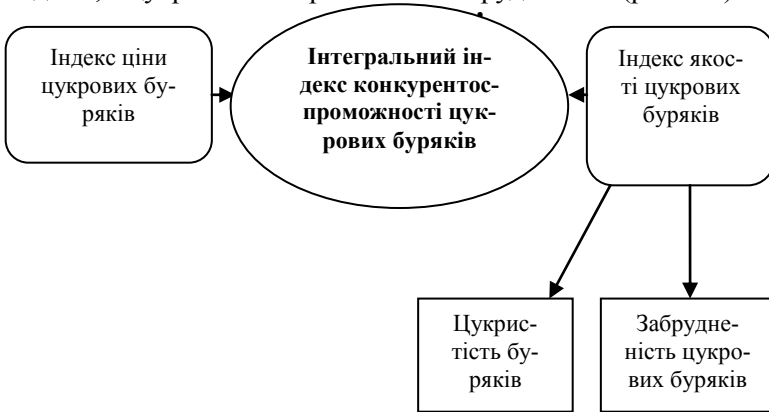 Індекс ціни
цукрових бу-
ряків
Інтегральний ін-
декс конкурентос-
проможності цук-
рових буряків
Індекс якос-
ті цукрових
буряків
Цукрис-
тість бу-
ряків
Забрудне-
ність цукро-
вих буряків